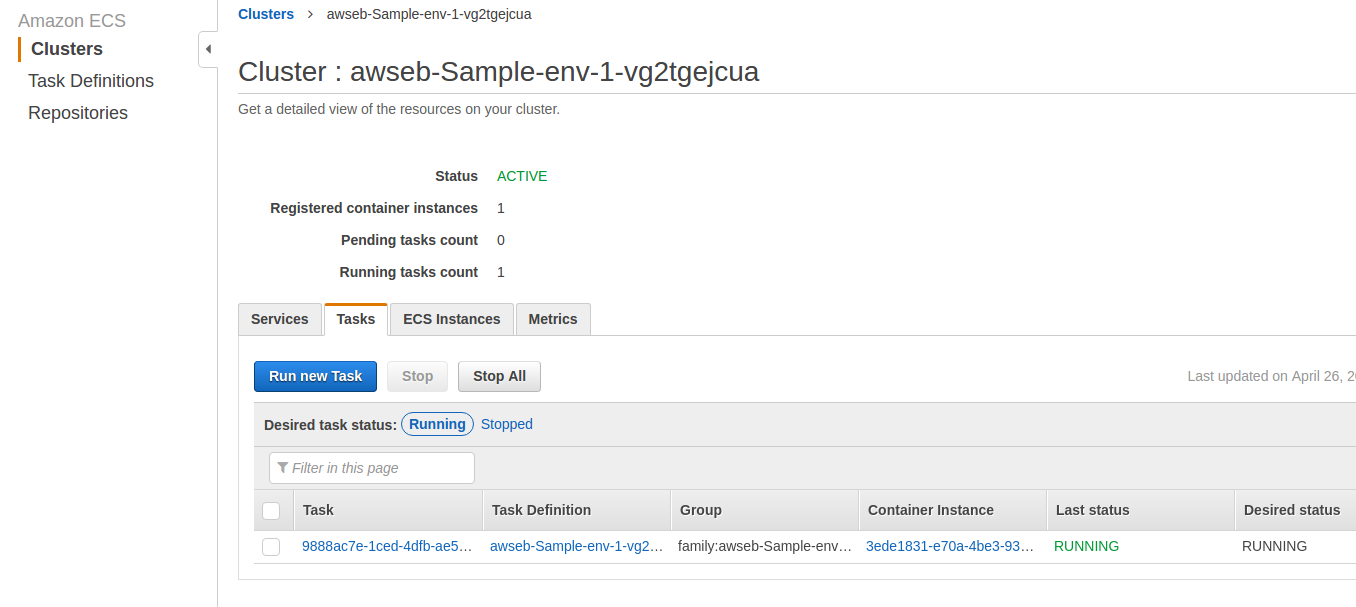 Amazon ECS
Clusters
Task Definitions
Repositories
Clusters > awseb-Sample-env-1-vg2tgejcua
Cluster : awseb-Sample-env-1-vg2tgejcua
Get a detailed view of the resources on your cluster.
Status ACTIVE
Registered container instances 1
Pending tasks count 0
Running tasks count 1
Services Tasks ECS Instances Metrics
Run new Task Stop Stop All Last updated on April 26, 20
Desired task status: Running Stopped
Filter in this page
Task Task Definition Group Container Instance Last status Desired status
9888ac7e-1ced-4dfb-ae5... awseb-Sample-env-1-vg2... family:awseb-Sample-env... 3ede1831-e70a-4be3-93... RUNNING RUNNING